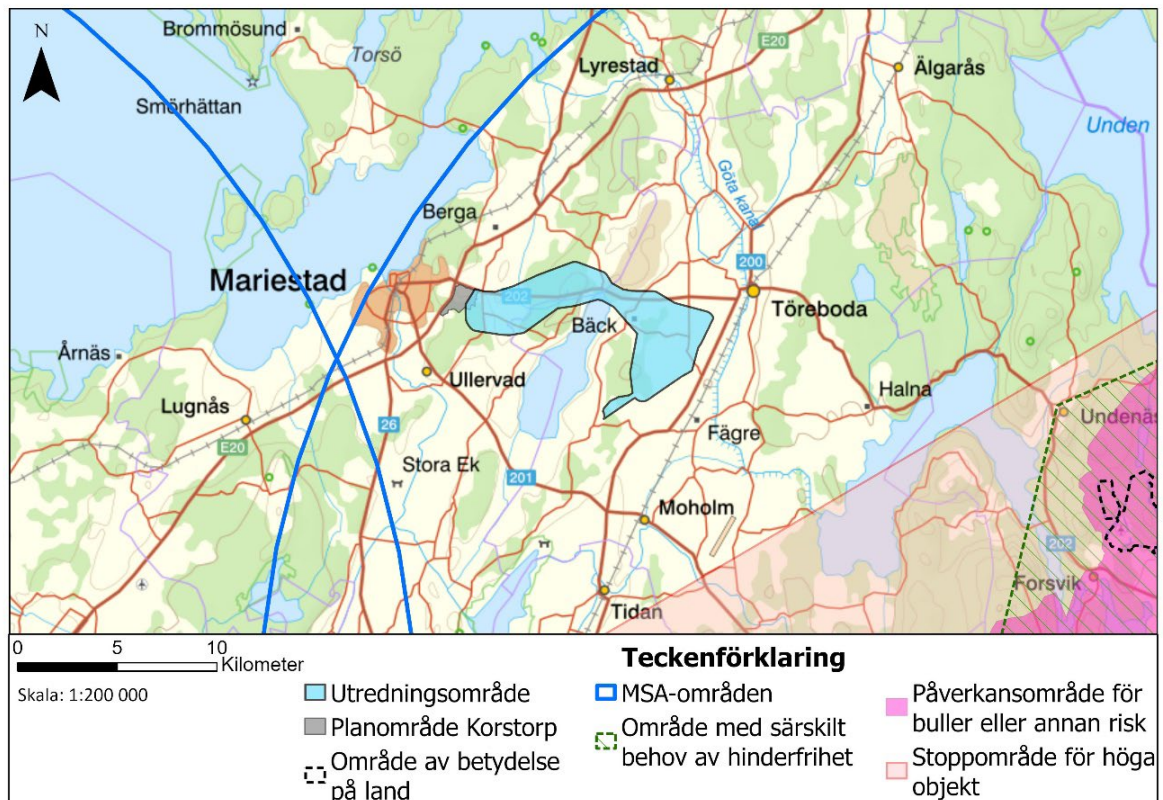 Brommösund
Torsö
N
E20
Lyrestad
Älgarås
Smörhättan
Unden
Göta kanal
Berga
Mariestad
200
202
Töreboda
Bäck
Årnäs
Ullervad
Halna
Lugnås
Undenäs
26
Fägre
E20
Stora Ek
201
Moholm
202
Forsvik
Tidan
0 5 10
Kilometer
Skala: 1:200 000
Teckenförklaring
Utredningsområde
Planområde Korstorp
Område av betydelse
på land
MSA-områden
Område med särskilt
behov av hinderfrihet
Påverkansområde för
buller eller annan risk
Stoppområde för höga
objekt